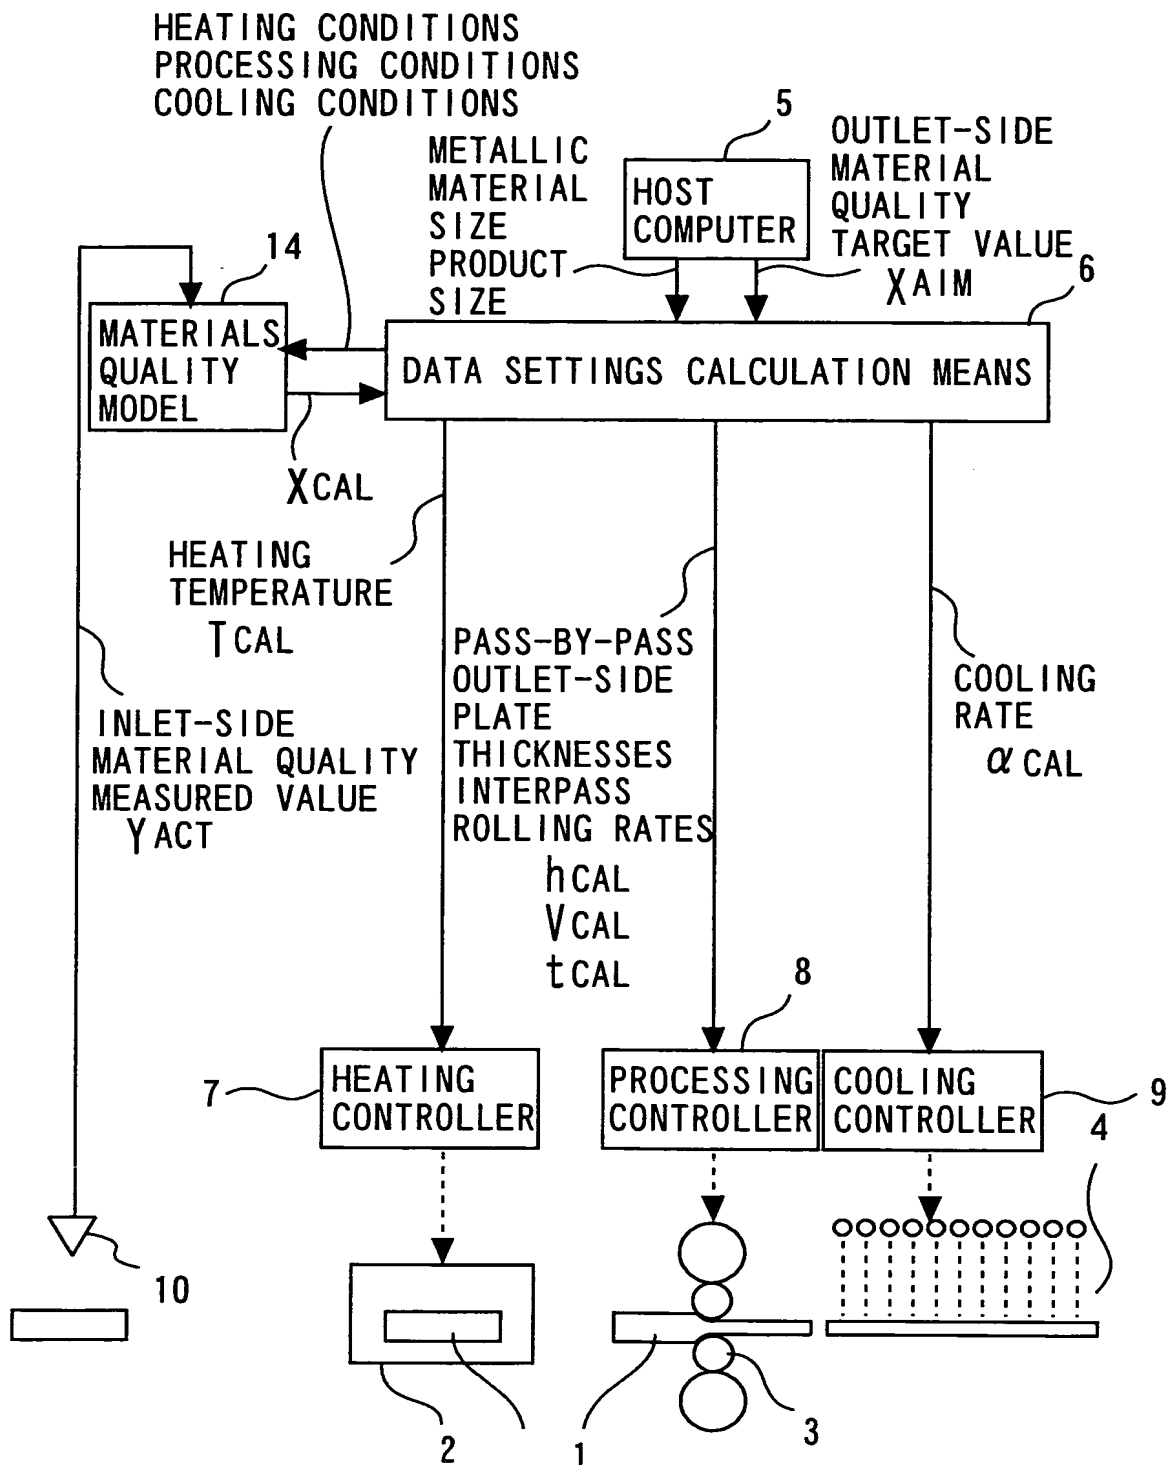 HEATING CONDITIONS
PROCESSING CONDITIONS
COOLING CONDITIONS
5
METALLIC
MATERIAL
SIZE
PRODUCT
SIZE
HOST
COMPUTER
OUTLET-SIDE
MATERIAL
QUALITY
TARGET VALUE
XAIM
14
6
MATERIALS
QUALITY
MODEL
DATA SETTINGS CALCULATION MEANS
XCAL
HEATING
TEMPERATURE
TCAL
INLET-SIDE
MATERIAL QUALITY
MEASURED VALUE
YACT
PASS-BY-PASS
OUTLET-SIDE
PLATE
THICKNESSES
INTERPASS
ROLLING RATES
hCAL
VCAL
tCAL
COOLING
RATE
αCAL
8
7
HEATING
CONTROLLER
PROCESSING
CONTROLLER
COOLING
CONTROLLER
9
4
10
2
1
3